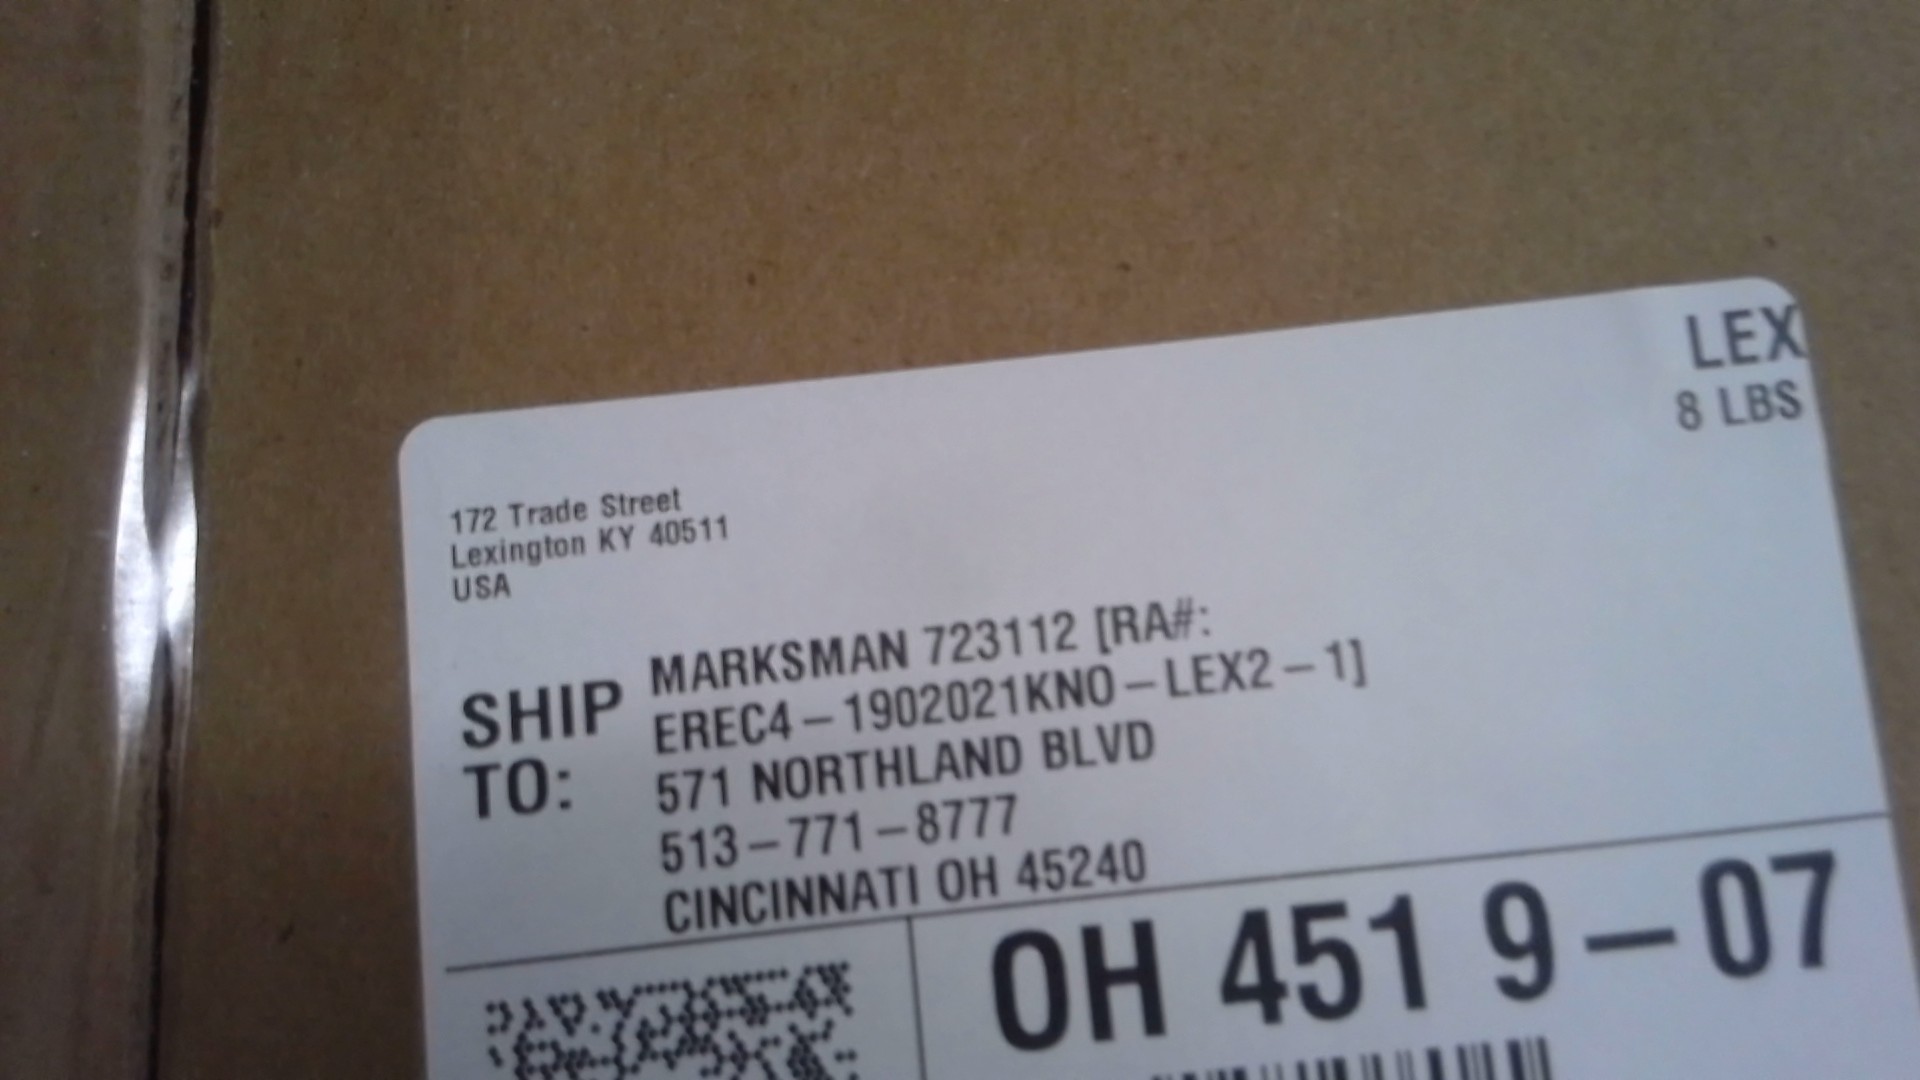 LEX
8 LBS
172 Trade Street
Lexington KY 40511
USA
SHIP
TO:
MARKSMAN 723112 [RA#:
EREC4-1902021KNO-LEX2-1]
571 NORTHLAND BLVD
513-771-8777
CINCINNATI OH 45240
OH 451 9-07